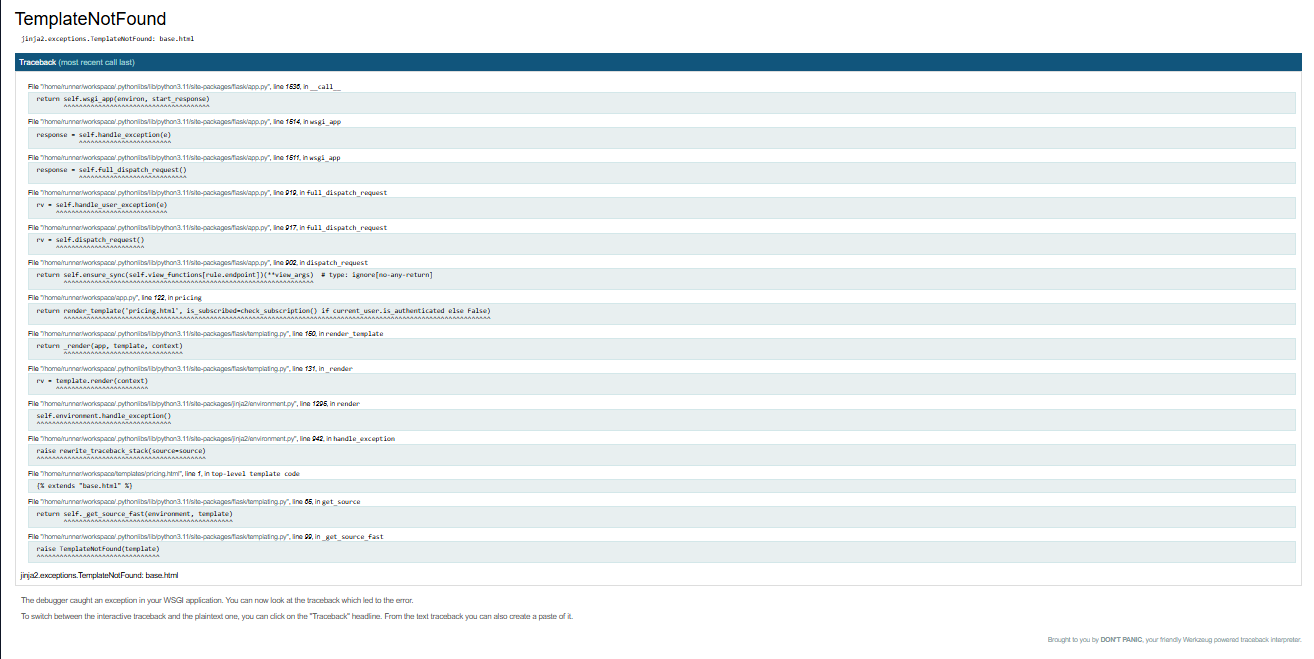 TemplateNotFound
jinja2.exceptions.TemplateNotFound: base.html
Traceback (most recent call last)
File "/home/runner/workspace/.pythonlibs/lib/python3.11/site-packages/flask/app.py", line 1536, in __call__
return self.wsgi_app(environ, start_response)
^^^^^^^^^^^^^^^^^^^^^^^^^^^^^^^^^^^^^^
File "/home/runner/workspace/.pythonlibs/lib/python3.11/site-packages/flask/app.py", line 1514, in wsgi_app
response = self.handle_exception(e)
^^^^^^^^^^^^^^^^^^^^^^^^
File "/home/runner/workspace/.pythonlibs/lib/python3.11/site-packages/flask/app.py", line 1511, in wsgi_app
response = self.full_dispatch_request()
^^^^^^^^^^^^^^^^^^^^^^^^^^^^
File "/home/runner/workspace/.pythonlibs/lib/python3.11/site-packages/flask/app.py", line 919, in full_dispatch_request
rv = self.handle_user_exception(e)
^^^^^^^^^^^^^^^^^^^^^^^^^^^^^
File "/home/runner/workspace/.pythonlibs/lib/python3.11/site-packages/flask/app.py", line 917, in full_dispatch_request
rv = self.dispatch_request()
^^^^^^^^^^^^^^^^^^^^^^^
File "/home/runner/workspace/.pythonlibs/lib/python3.11/site-packages/flask/app.py", line 902, in dispatch_request
return self.ensure_sync(self.view_functions[rule.endpoint])(**view_args)  # type: ignore[no-any-return]
^^^^^^^^^^^^^^^^^^^^^^^^^^^^^^^^^^^^^^^^^^^^^^^^^^^^^^^^^^^^^^^^^
File "/home/runner/workspace/app.py", line 122, in pricing
return render_template('pricing.html', is_subscribed=check_subscription() if current_user.is_authenticated else False)
^^^^^^^^^^^^^^^^^^^^^^^^^^^^^^^^^^^^^^^^^^^^^^^^^^^^^^^^^^^^^^^^^^^^^^^^^^^^^^^^^^^^^^^^^^^^^^^^^^^^^^^^^^^^^^^
File "/home/runner/workspace/.pythonlibs/lib/python3.11/site-packages/flask/templating.py", line 150, in render_template
return _render(app, template, context)
^^^^^^^^^^^^^^^^^^^^^^^^^^^^^^^
File "/home/runner/workspace/.pythonlibs/lib/python3.11/site-packages/flask/templating.py", line 131, in _render
rv = template.render(context)
^^^^^^^^^^^^^^^^^^^^^^^^
File "/home/runner/workspace/.pythonlibs/lib/python3.11/site-packages/jinja2/environment.py", line 1295, in render
self.environment.handle_exception()
^^^^^^^^^^^^^^^^^^^^^^^^^^^^^^^^^^^
File "/home/runner/workspace/.pythonlibs/lib/python3.11/site-packages/jinja2/environment.py", line 942, in handle_exception
raise rewrite_traceback_stack(source=source)
^^^^^^^^^^^^^^^^^^^^^^^^^^^^^^^^^^^^^^^^^^^^
File "/home/runner/workspace/templates/pricing.html", line 1, in top-level template code
{% extends "base.html" %}
File "/home/runner/workspace/.pythonlibs/lib/python3.11/site-packages/flask/templating.py", line 65, in get_source
return self._get_source_fast(environment, template)
^^^^^^^^^^^^^^^^^^^^^^^^^^^^^^^^^^^^^^^^^^^^
File "/home/runner/workspace/.pythonlibs/lib/python3.11/site-packages/flask/templating.py", line 99, in _get_source_fast
raise TemplateNotFound(template)
^^^^^^^^^^^^^^^^^^^^^^^^^^^^^^^^
jinja2.exceptions.TemplateNotFound: base.html
The debugger caught an exception in your WSGI application. You can now look at the traceback which led to the error.
To switch between the interactive traceback and the plaintext one, you can click on the "Traceback" headline. From the text traceback you can also create a paste of it.
Brought to you by DON'T PANIC, your friendly Werkzeug powered traceback interpreter.